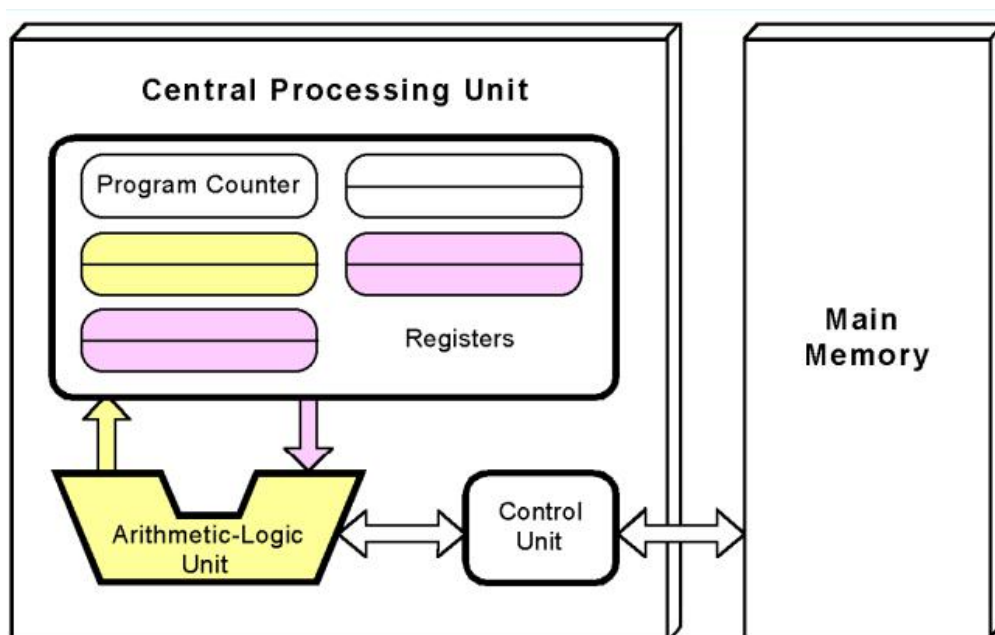 Central Processing Unit
Program Counter
Registers
Main
Memory
Arithmetic-Logic
Unit
Control
Unit